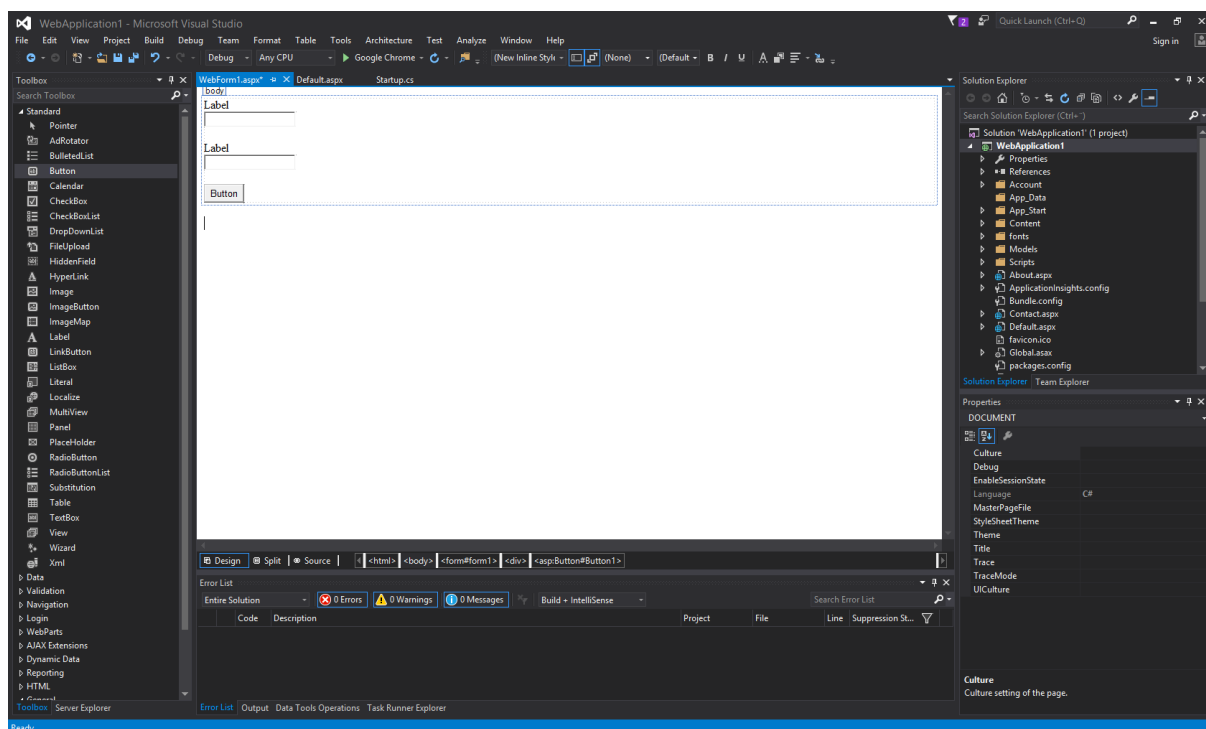 WebApplication1 - Microsoft Visual Studio
2
Quick Launch (Ctrl+Q)
File Edit View Project Build Debug Team Format Table Tools Architecture Test Analyze Window Help
Sign in
Debug Any CPU Google Chrome (New Inline Style (None) (Default B I U A
Toolbox
Search Toolbox
Standard
Pointer
AdRotator
BulletedList
Button
Calendar
CheckBox
CheckBoxList
DropDownList
FileUpload
HiddenField
HyperLink
Image
ImageButton
ImageMap
Label
LinkButton
ListBox
Literal
Localize
MultiView
Panel
PlaceHolder
RadioButton
RadioButtonList
Substitution
Table
TextBox
View
Wizard
Xml
Data
Validation
Navigation
Login
WebParts
AJAX Extensions
Dynamic Data
Reporting
HTML
General
Toolbox Server Explorer
WebForm1.aspx* Default.aspx Startup.cs
body
Label
Label
Button
Design Split Source <html> <body> <form#form1> <div> <asp:Button#Button1>
Error List
Entire Solution 0 Errors 0 Warnings 0 Messages Build + IntelliSense Search Error List
Code Description Project File Line Suppression St...
Error List Output Data Tools Operations Task Runner Explorer
Solution Explorer
Search Solution Explorer (Ctrl+¨)
Solution 'WebApplication1' (1 project)
WebApplication1
Properties
References
Account
App_Data
App_Start
Content
fonts
Models
Scripts
About.aspx
ApplicationInsights.config
Bundle.config
Contact.aspx
Default.aspx
favicon.ico
Global.asax
packages.config
Solution Explorer Team Explorer
Properties
DOCUMENT
Culture
Debug
EnableSessionState
Language C#
MasterPageFile
StyleSheetTheme
Theme
Title
Trace
TraceMode
UICulture
Culture
Culture setting of the page.
Ready